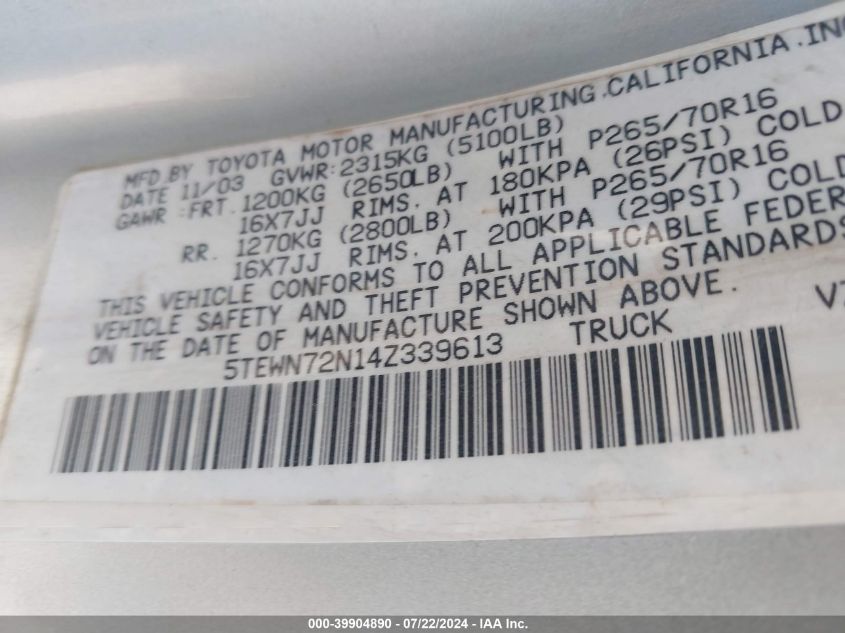 MFD.BY TOYOTA MOTOR MANUFACTURING.CALIFORNIA.INC
DATE 11/03 GVWR:2315KG (5100LB)
GAWR :FRT.1200KG (2650LB) WITH P265/70R16
16X7JJ RIMS. AT 180KPA (26PSI) COLD
RR. 1270KG (2800LB) WITH P265/70R16
16X7JJ RIMS. AT 200KPA (29PSI) COLD
THIS VEHICLE CONFORMS TO ALL APPLICABLE FEDER
VEHICLE SAFETY AND THEFT PREVENTION STANDARDS
ON THE DATE OF MANUFACTURE SHOWN ABOVE.
5TEWN72N14Z339613 TRUCK
000-39904890 - 07/22/2024 - IAA Inc.